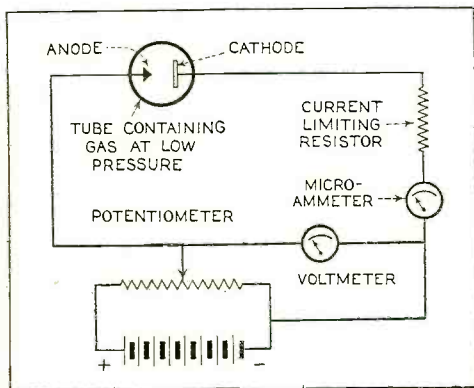 ANODE
CATHODE
TUBE CONTAINING
GAS AT LOW
PRESSURE
CURRENT
LIMITING
RESISTOR
MICRO-
AMMETER
POTENTIOMETER
VOLTMETER
+ -